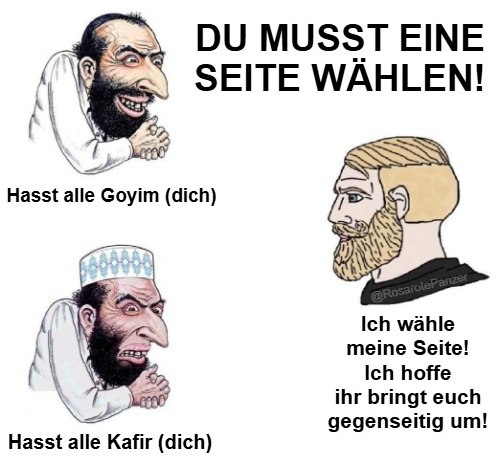 DU MUSST EINE
SEITE WÄHLEN!
Hasst alle Goyim (dich)
@RosarotePanzer
Ich wähle
meine Seite!
Ich hoffe
ihr bringt euch
gegenseitig um!
Hasst alle Kafir (dich)